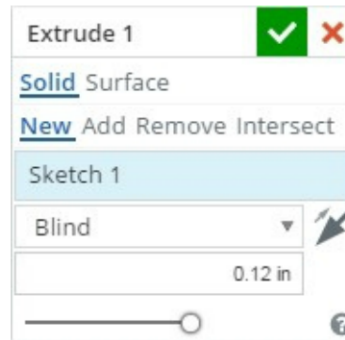 Extrude 1
Solid Surface
New Add Remove Intersect
Sketch 1
Blind
0.12 in
?